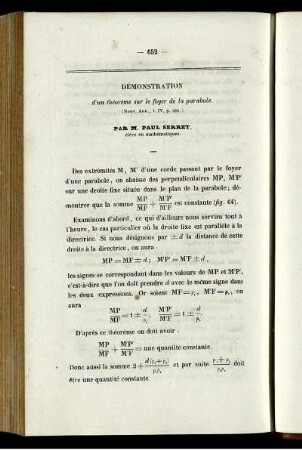 — 652 —
DÉMONSTRATION
d'un théorème sur le foyer de la parabole.
PAR M. PAUL SERRET,
élève en mathématiques.
Des extrémités M, M' d'une corde passant par le foyer
d'une parabole, on abaisse des perpendiculaires MP, M'P'
sur une droite fixe située dans le plan de la parabole; dé-
montrer que la somme MP/MF + M'P'/M'F est constante (fig. 64).
Examinons d'abord, ce qui d'ailleurs nous servira tout à
l'heure, le cas particulier où la droite fixe est parallèle à la
directrice. Si nous désignons par ± d la distance de cette
droite à la directrice, on aura :
MP = MF ± d ; M'P' = M'F ± d,
les signes se correspondant dans les valeurs de MP et M'P',
c'est-à-dire que l'on doit prendre d avec le même signe dans
les deux expressions. Or soient MF = ρ, M'F = ρ₁, on
aura
MP/MF = 1 ± d/ρ, M'P'/M'F = 1 ± d/ρ₁
D'après ce théorème on doit avoir :
MP/MF + M'P'/M'F = une quantité constante.
Donc aussi la somme 2 + d(ρ+ρ₁)/ρρ₁ et par suite (ρ+ρ₁)/ρρ₁ doit
être une quantité constante.